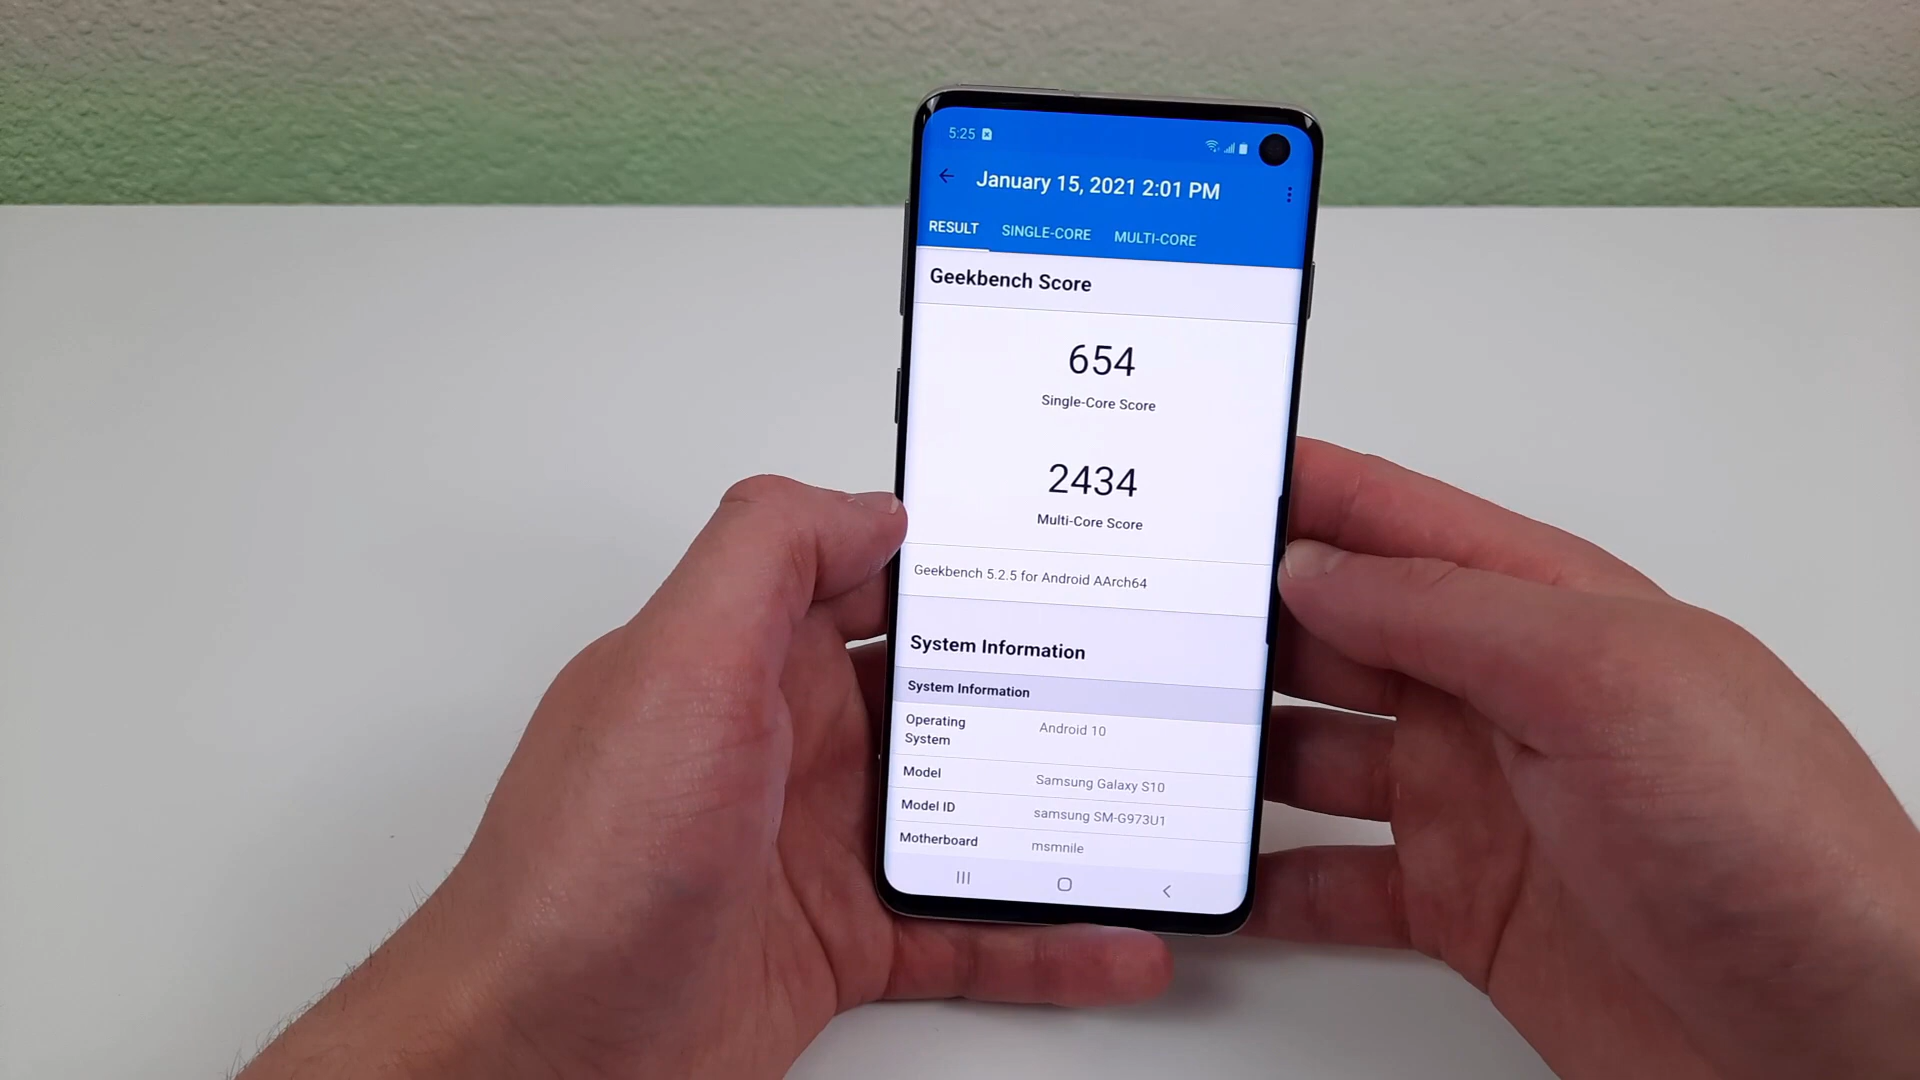 5:25
January 15, 2021 2:01 PM
RESULT SINGLE-CORE MULTI-CORE
Geekbench Score
654
Single-Core Score
2434
Multi-Core Score
Geekbench 5.2.5 for Android AArch64
System Information
System Information
Operating System Android 10
Model Samsung Galaxy S10
Model ID samsung SM-G973U1
Motherboard msmnile